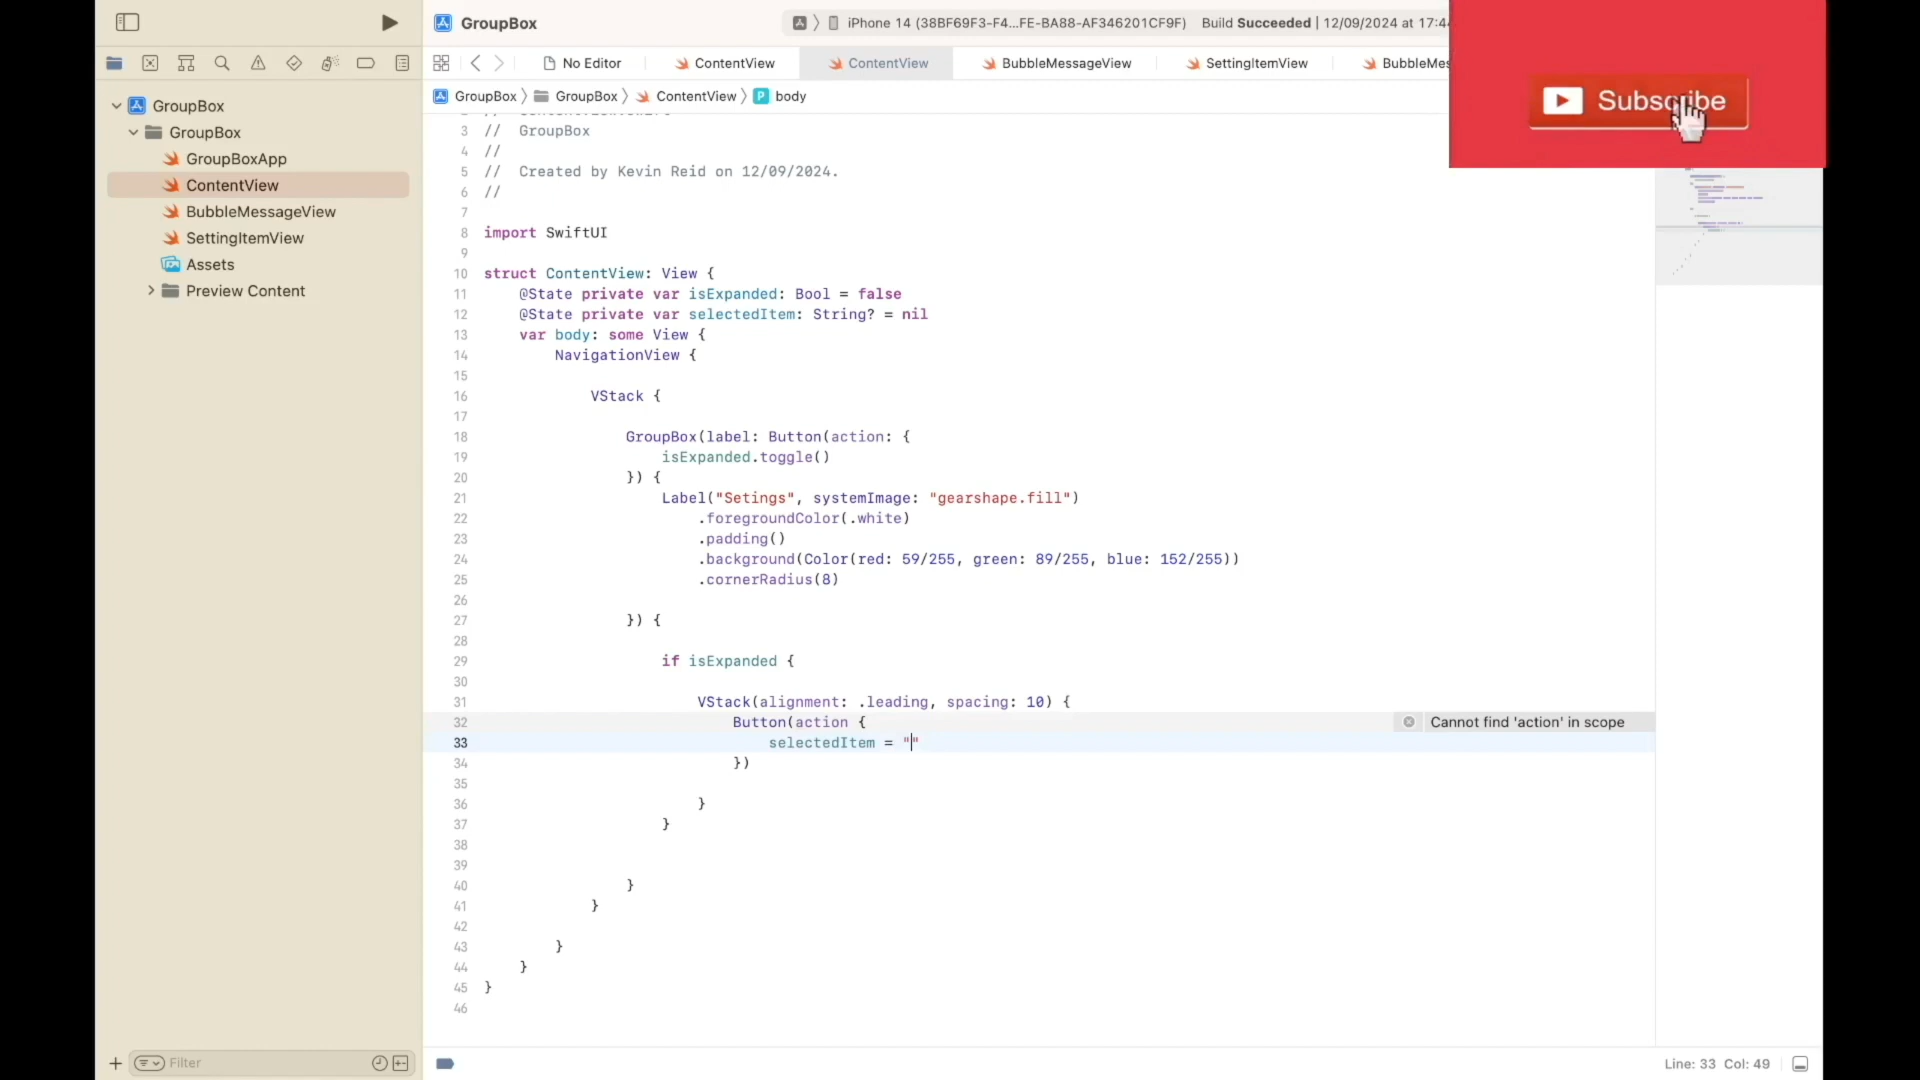 GroupBox
iPhone 14 (38BF69F3-F4...FE-BA88-AF346201CF9F) Build Succeeded | 12/09/2024 at 17:44
Subscribe
No Editor
ContentView
ContentView
BubbleMessageView
SettingItemView
BubbleMes
GroupBox
GroupBox
ContentView
P body
GroupBox
GroupBox
GroupBoxApp
ContentView
BubbleMessageView
SettingItemView
Assets
Preview Content
3 // GroupBox
4 //
5 // Created by Kevin Reid on 12/09/2024.
6 //
7
8 import SwiftUI
9
10 struct ContentView: View {
11 @State private var isExpanded: Bool = false
12 @State private var selectedItem: String? = nil
13 var body: some View {
14 NavigationView {
15
16 VStack {
17
18 GroupBox(label: Button(action: {
19 isExpanded.toggle()
20 }) {
21 Label("Setings", systemImage: "gearshape.fill")
22 .foregroundColor(.white)
23 .padding()
24 .background(Color(red: 59/255, green: 89/255, blue: 152/255))
25 .cornerRadius(8)
26
27 }) {
28
29 if isExpanded {
30
31 VStack(alignment: .leading, spacing: 10) {
32 Button(action {
Cannot find 'action' in scope
33 selectedItem = ""
34 })
35
36 }
37 }
38
39
40 }
41 }
42
43 }
44 }
45 }
46
Filter
Line: 33 Col: 49